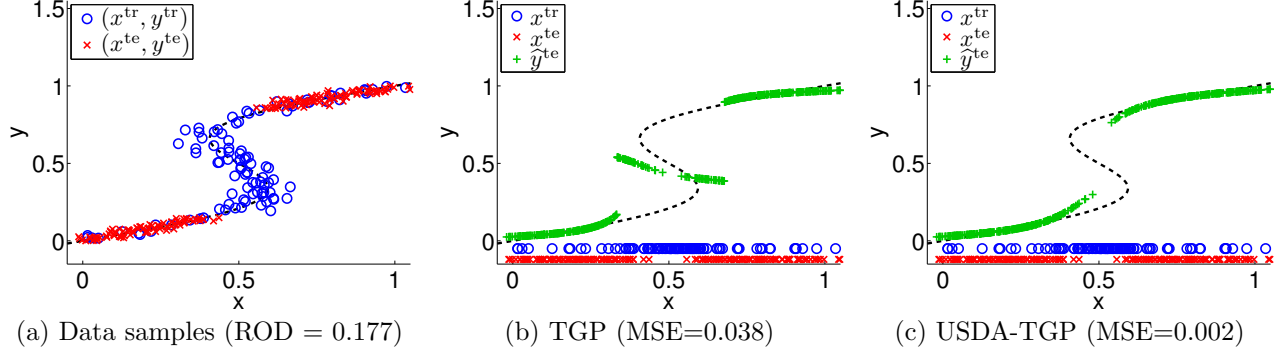 1.5
1
0.5
0
y
(x^tr, y^tr)
(x^te, y^te)
0
0.5
1
x
(a) Data samples (ROD = 0.177)
1.5
1
0.5
0
y
x^tr
x^te
ŷ^te
0
0.5
1
x
(b) TGP (MSE=0.038)
1.5
1
0.5
0
y
x^tr
x^te
ŷ^te
0
0.5
1
x
(c) USDA-TGP (MSE=0.002)